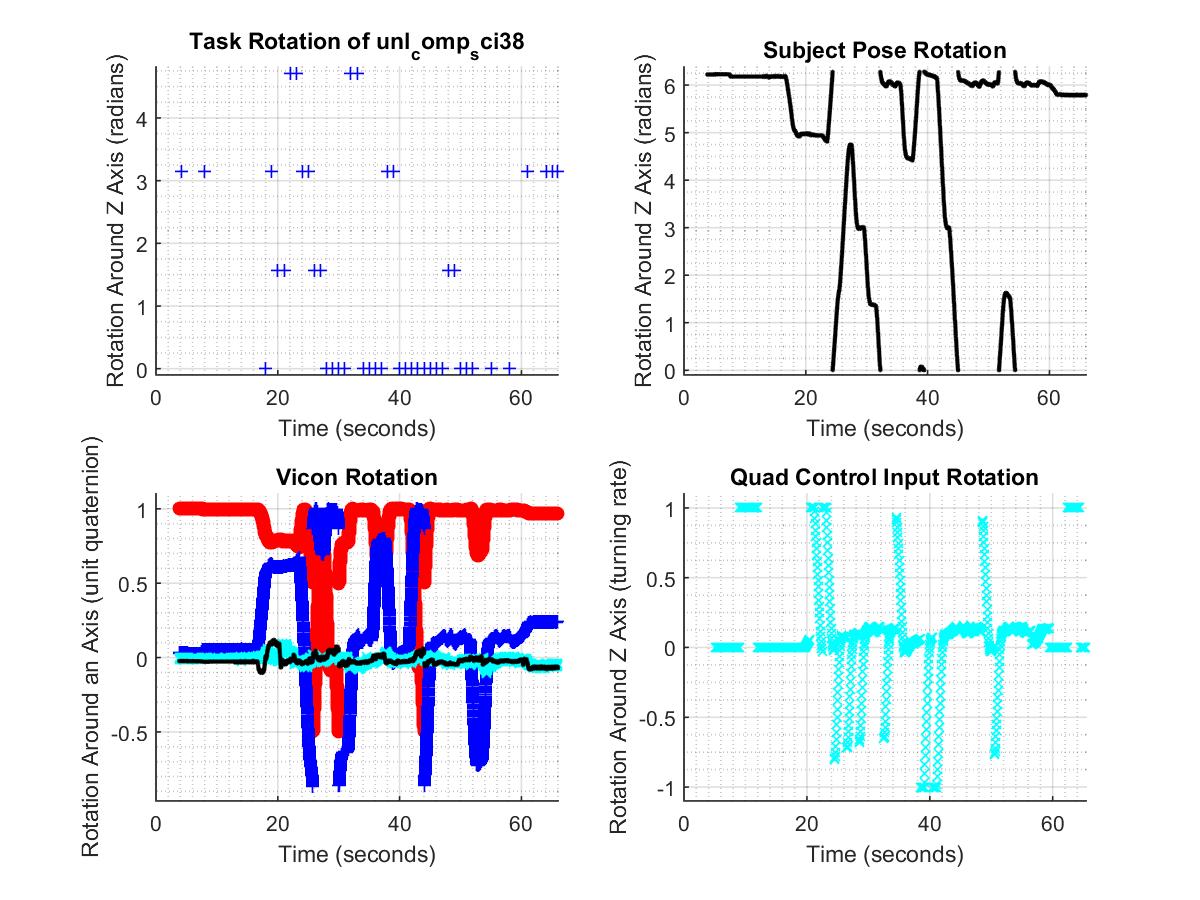 Task Rotation of unl_comp_sci38
Rotation Around Z Axis (radians)
4
3
2
1
0
0 20 40 60
Time (seconds)
Subject Pose Rotation
Rotation Around Z Axis (radians)
6
5
4
3
2
1
0
0 20 40 60
Time (seconds)
Vicon Rotation
Rotation Around an Axis (unit quaternion)
1
0.5
0
-0.5
0 20 40 60
Time (seconds)
Quad Control Input Rotation
Rotation Around Z Axis (turning rate)
1
0.5
0
-0.5
-1
0 20 40 60
Time (seconds)